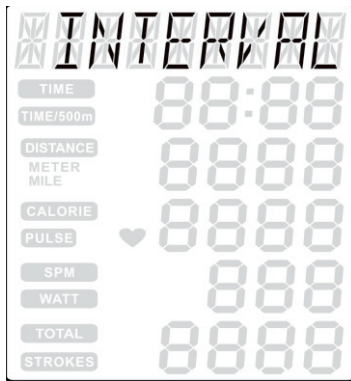 INTERVAL
TIME 88:88
TIME/500m
DISTANCE 8888
METER
MILE
CALORIE 8888
PULSE
SPM 888
WATT
TOTAL 8888
STROKES